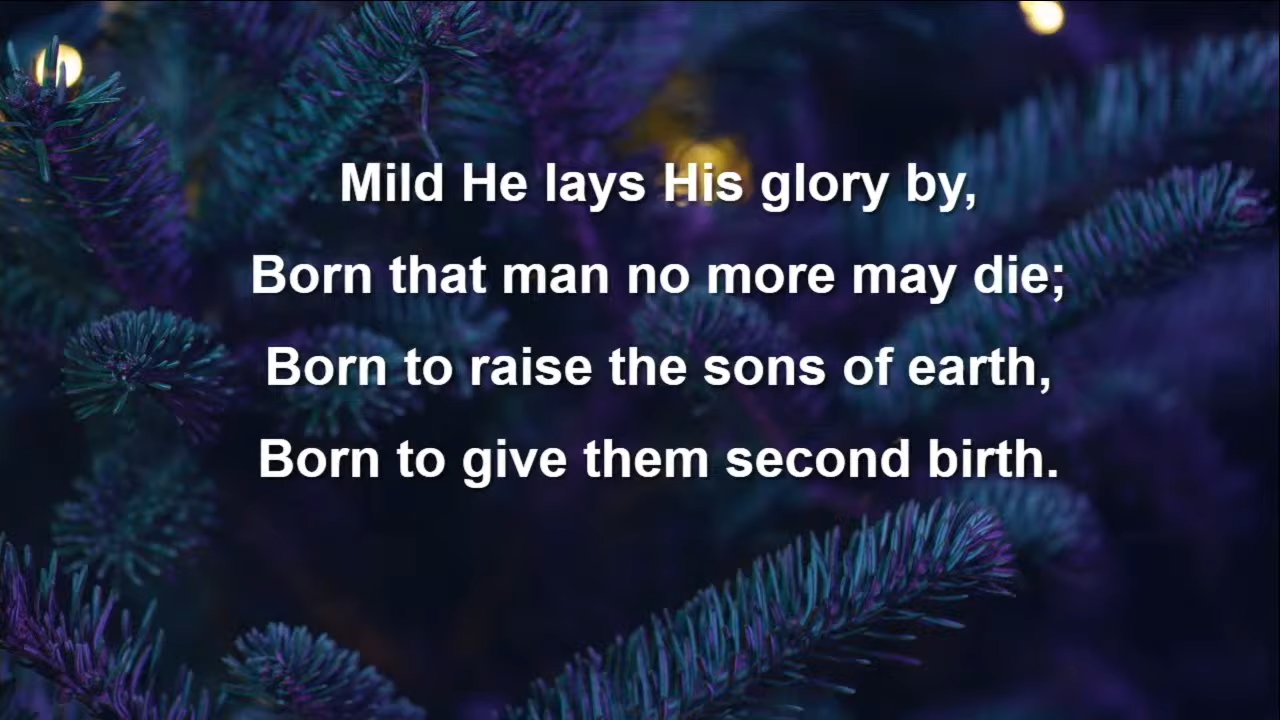 Mild He lays His glory by,
Born that man no more may die;
Born to raise the sons of earth,
Born to give them second birth.